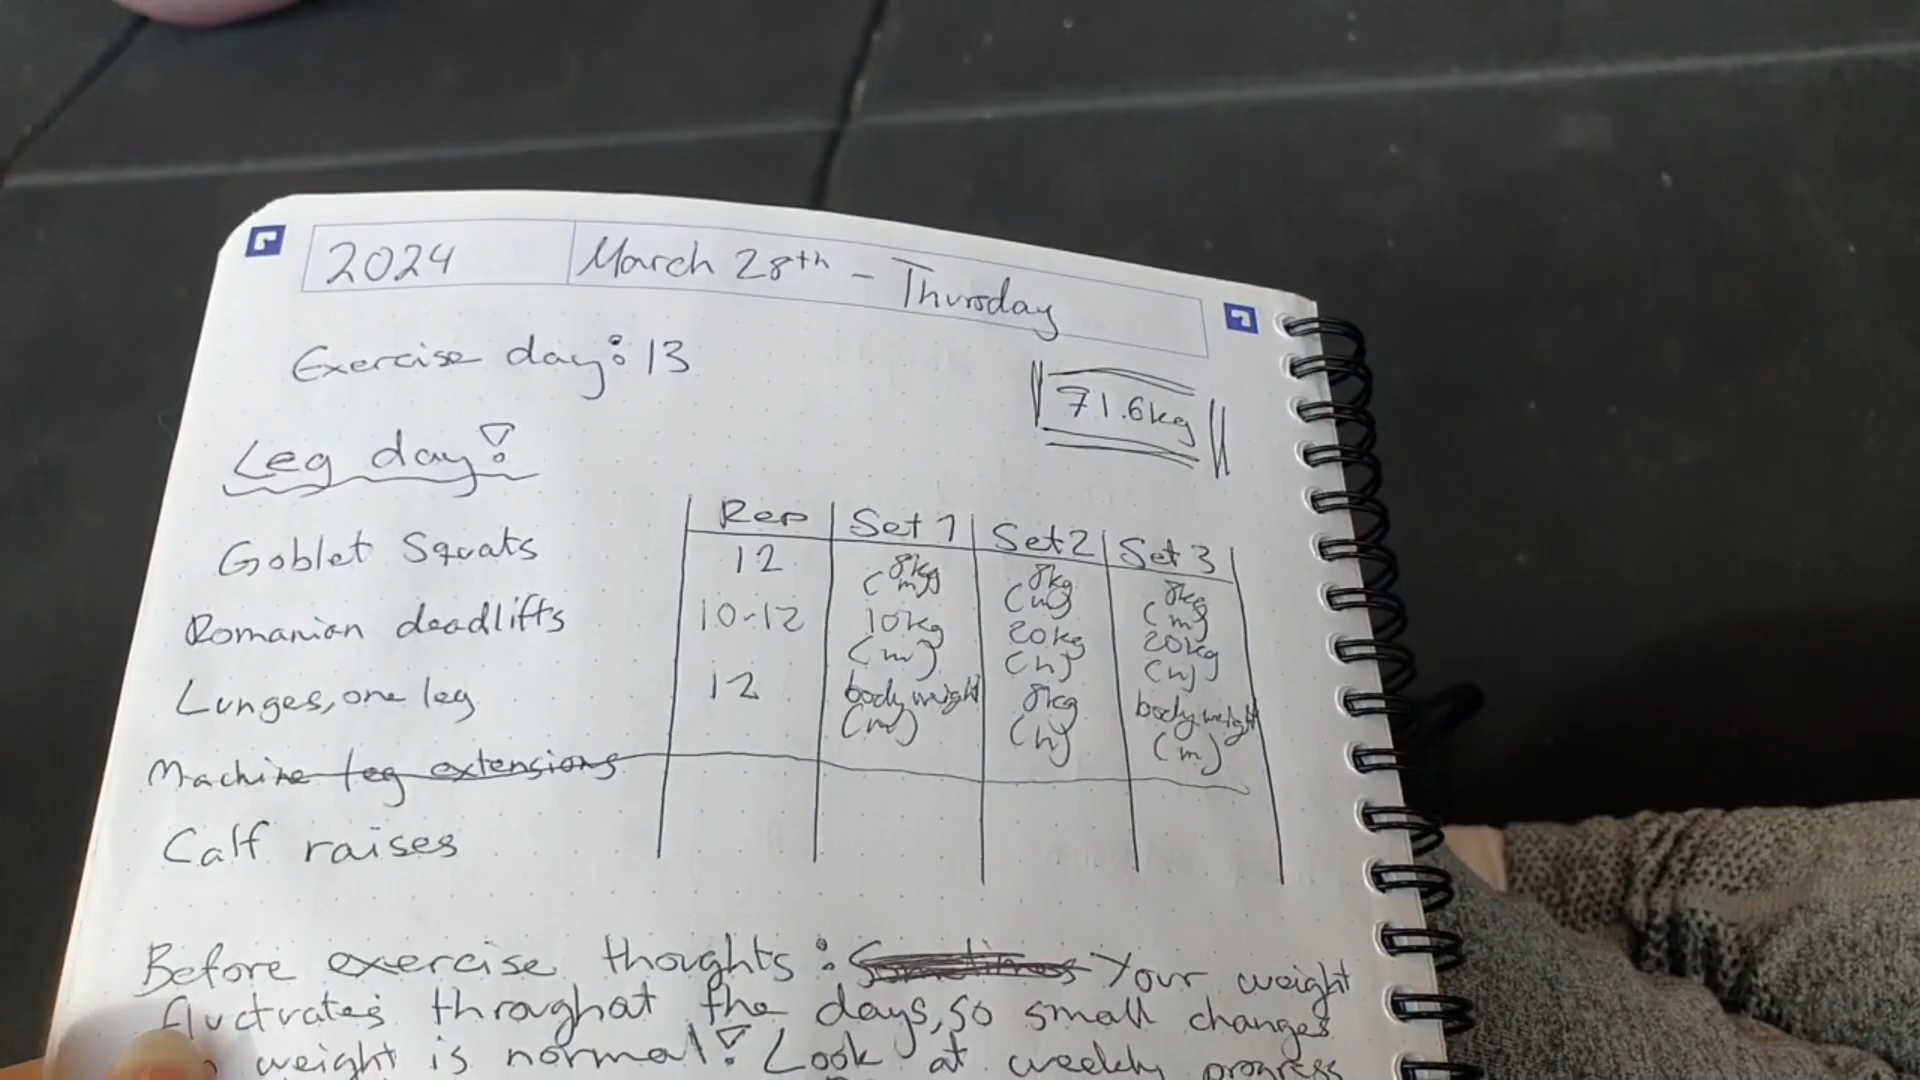 2024 March 28th - Thursday
Exercise day: 13
71.6kg
Leg day!
Rep Set 1 Set 2 Set 3
Goblet Squats 12 8kg (m) 8kg (m) 8kg (m)
Romanian deadlifts 10-12 10kg (m) 20kg (h) 20kg (h)
Lunges, one leg 12 body weight (m) 8kg (h) body weight (m)
Machine leg extensions
Calf raises
Before exercise thoughts: Sometimes Your weight
fluctuates throughat the days, so small changes
weight is normal! Look at weekly progress